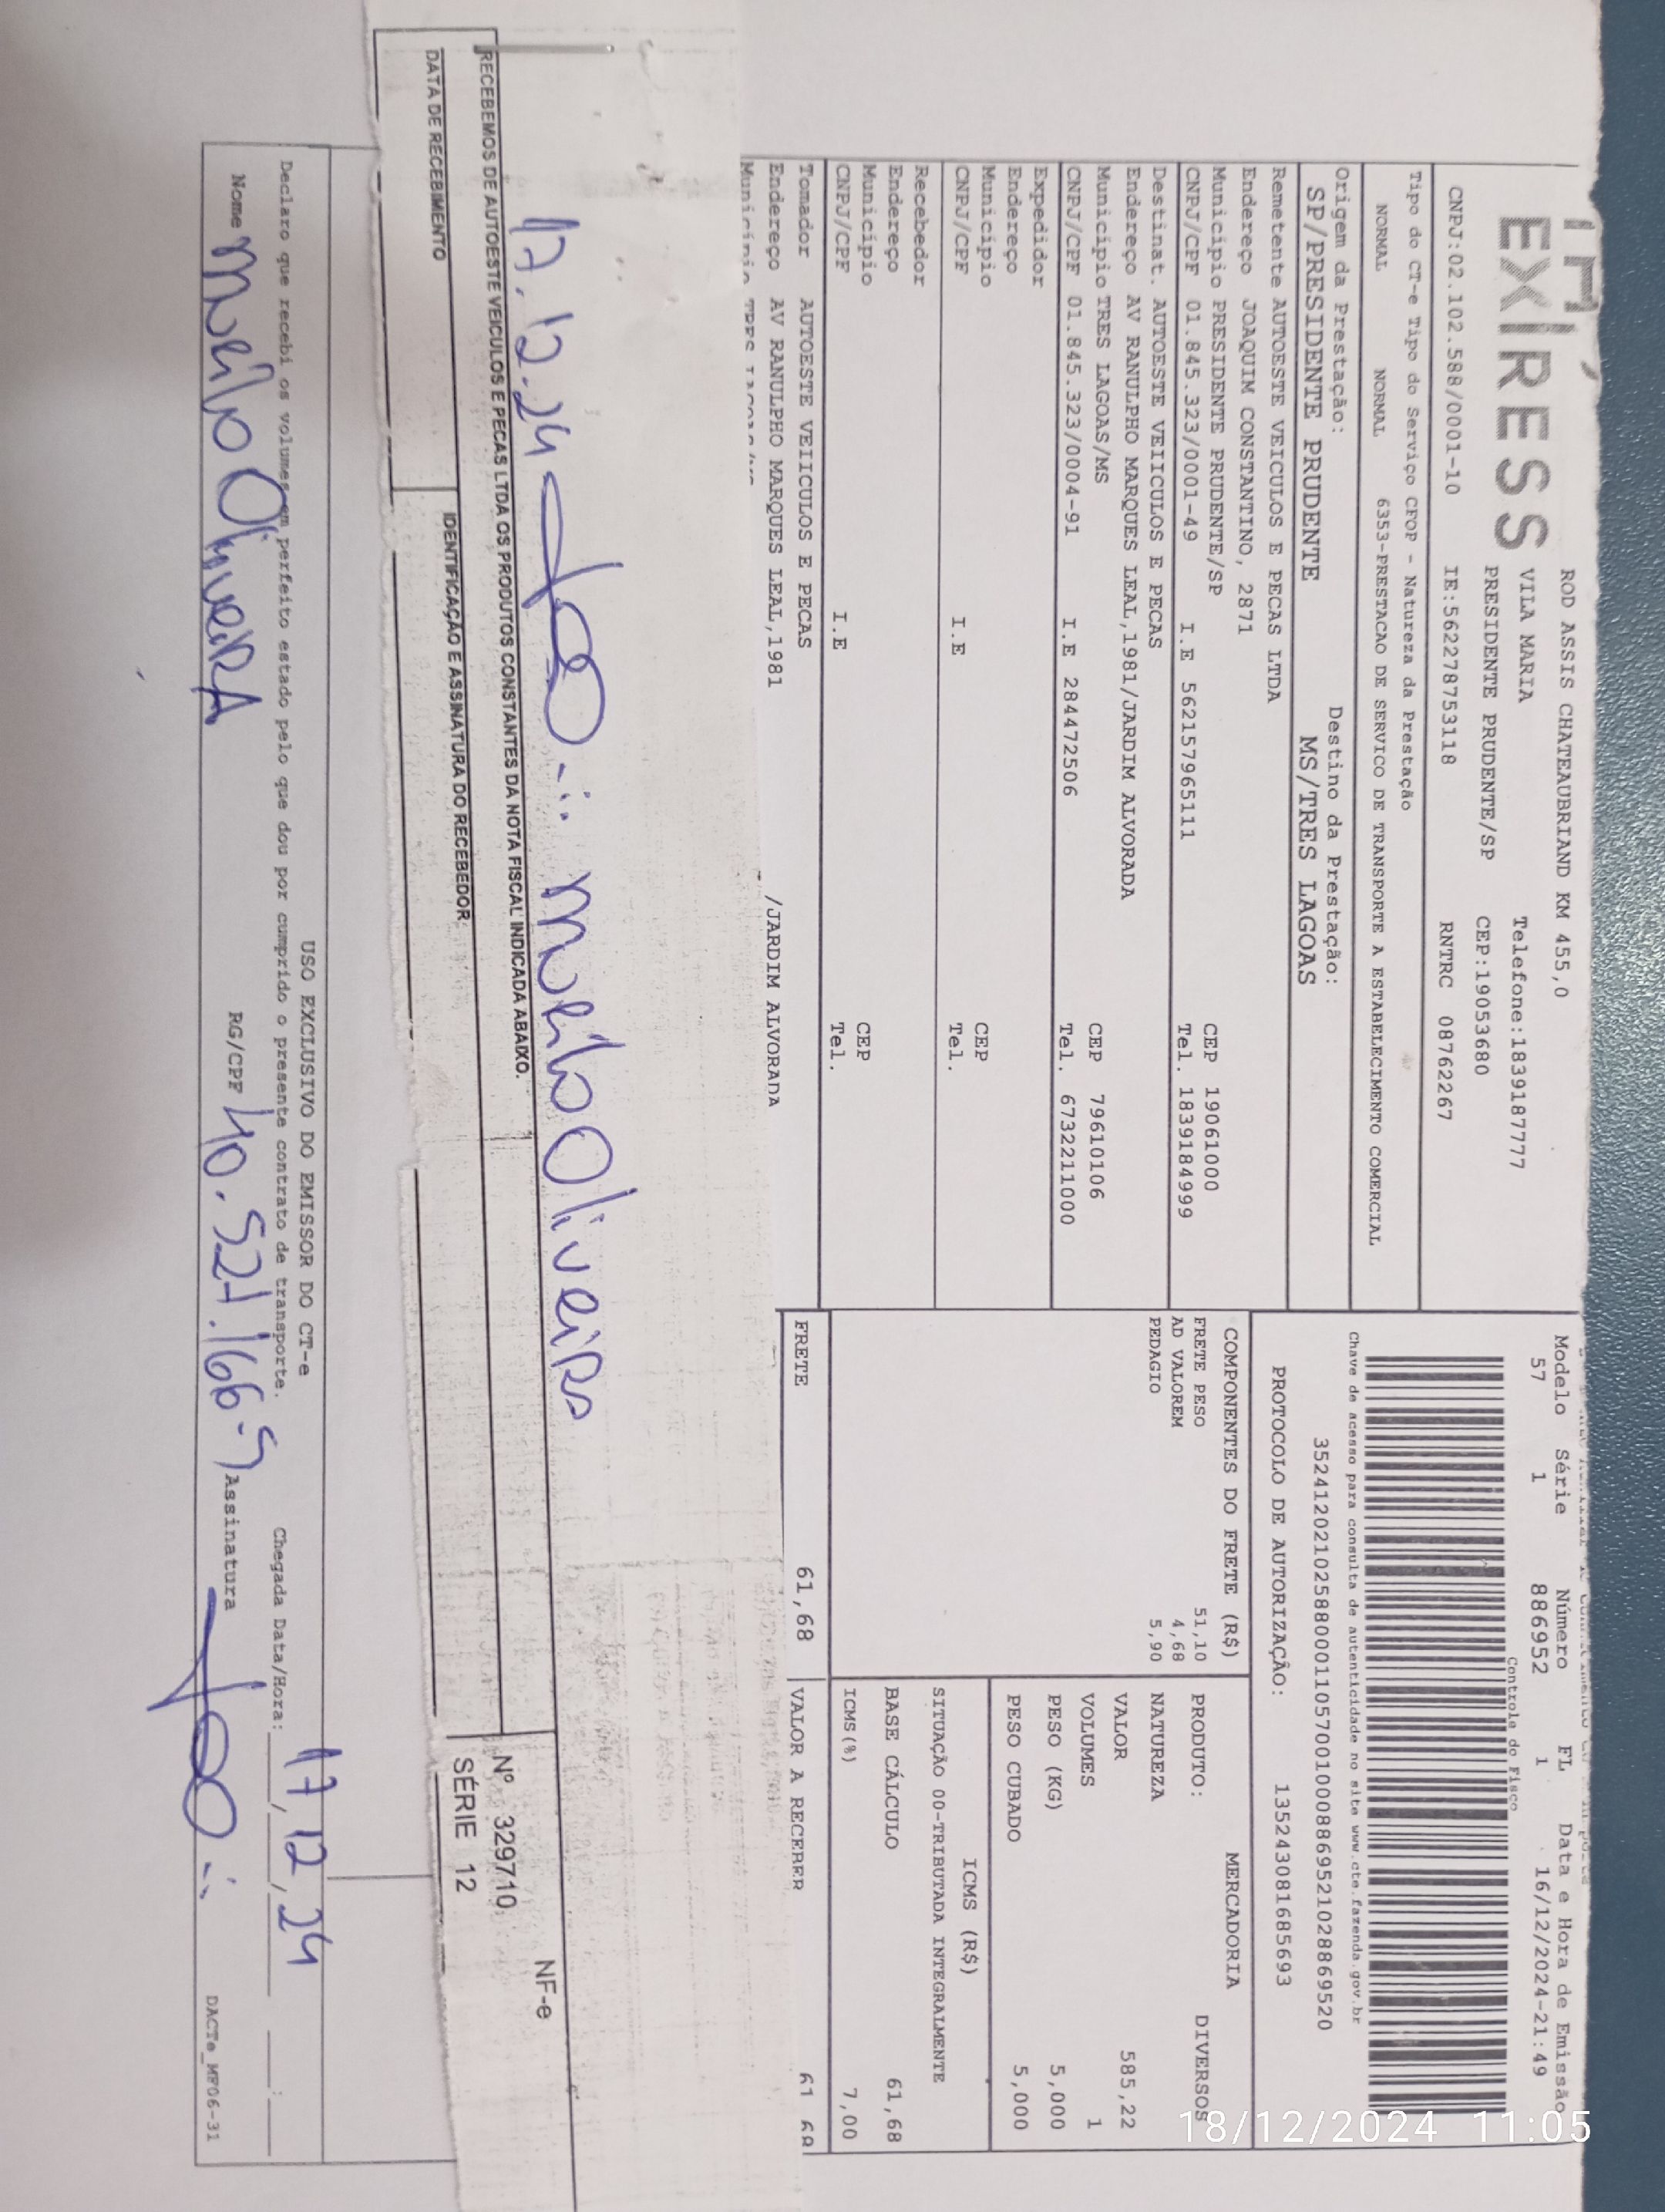 EXPRESS
ROD ASSIS CHATEAUBRIAND KM 455,0
VILA MARIA
Telefone:1839187777
PRESIDENTE PRUDENTE/SP
CEP:19053680
CNPJ:02.102.588/0001-10 IE:562278753118 RNTRC 08762267
Tipo do CT-e Tipo do Serviço CFOP - Natureza da Prestação
NORMAL NORMAL 6353-PRESTACAO DE SERVICO DE TRANSPORTE A ESTABELECIMENTO COMERCIAL
Origem da Prestação: Destino da Prestação:
SP/PRESIDENTE PRUDENTE MS/TRES LAGOAS
Modelo Série Número FL Data e Hora de Emissão
57 1 886952 1 16/12/2024-21:49
Controle do Fisco
Chave de acesso para consulta de autenticidade no site www.cte.fazenda.gov.br
35241202102588000110570010008869521028869520
PROTOCOLO DE AUTORIZAÇÃO: 135243081685693
Remetente AUTOESTE VEICULOS E PECAS LTDA
Endereço JOAQUIM CONSTANTINO, 2871
Município PRESIDENTE PRUDENTE/SP CEP 19061000
CNPJ/CPF 01.845.323/0001-49 I.E 562157965111 Tel. 1839184999
Destinat. AUTOESTE VEIICULOS E PECAS
Endereço AV RANULPHO MARQUES LEAL,1981/JARDIM ALVORADA
Município TRES LAGOAS/MS CEP 79610106
CNPJ/CPF 01.845.323/0004-91 I.E 284472506 Tel. 6732211000
Expedidor
Endereço
Município CEP
CNPJ/CPF I.E Tel.
Recebedor
Endereço
Município CEP
CNPJ/CPF I.E Tel.
Tomador AUTOESTE VEIICULOS E PECAS
Endereço AV RANULPHO MARQUES LEAL,1981 /JARDIM ALVORADA
Município TRES LAGOAS/MS
COMPONENTES DO FRETE (R$)
FRETE PESO 51,10
AD VALOREM 4,68
PEDAGIO 5,90
FRETE 61,68
MERCADORIA
PRODUTO: DIVERSOS
NATUREZA
VALOR 585,22
VOLUMES 1
PESO (KG) 5,000
PESO CUBADO 5,000
ICMS (R$)
SITUAÇÃO 00-TRIBUTADA INTEGRALMENTE
BASE CÁLCULO 61,68
ICMS(%) 7,00
VALOR A RECEBER 61 68
17.12.24 Murilo Oliveira
RECEBEMOS DE AUTOESTE VEICULOS E PECAS LTDA OS PRODUTOS CONSTANTES DA NOTA FISCAL INDICADA ABAIXO.
DATA DE RECEBIMENTO IDENTIFICAÇÃO E ASSINATURA DO RECEBEDOR
NF-e
Nº 329710
SÉRIE 12
USO EXCLUSIVO DO EMISSOR DO CT-e
Declaro que recebi os volumes em perfeito estado pelo que dou por cumprido o presente contrato de transporte.
Chegada Data/Hora: 17/12/24 :
Nome Murilo Oliveira RG/CPF 40.521.166-5 Assinatura
DACTe_MF06-31
18/12/2024 11:05